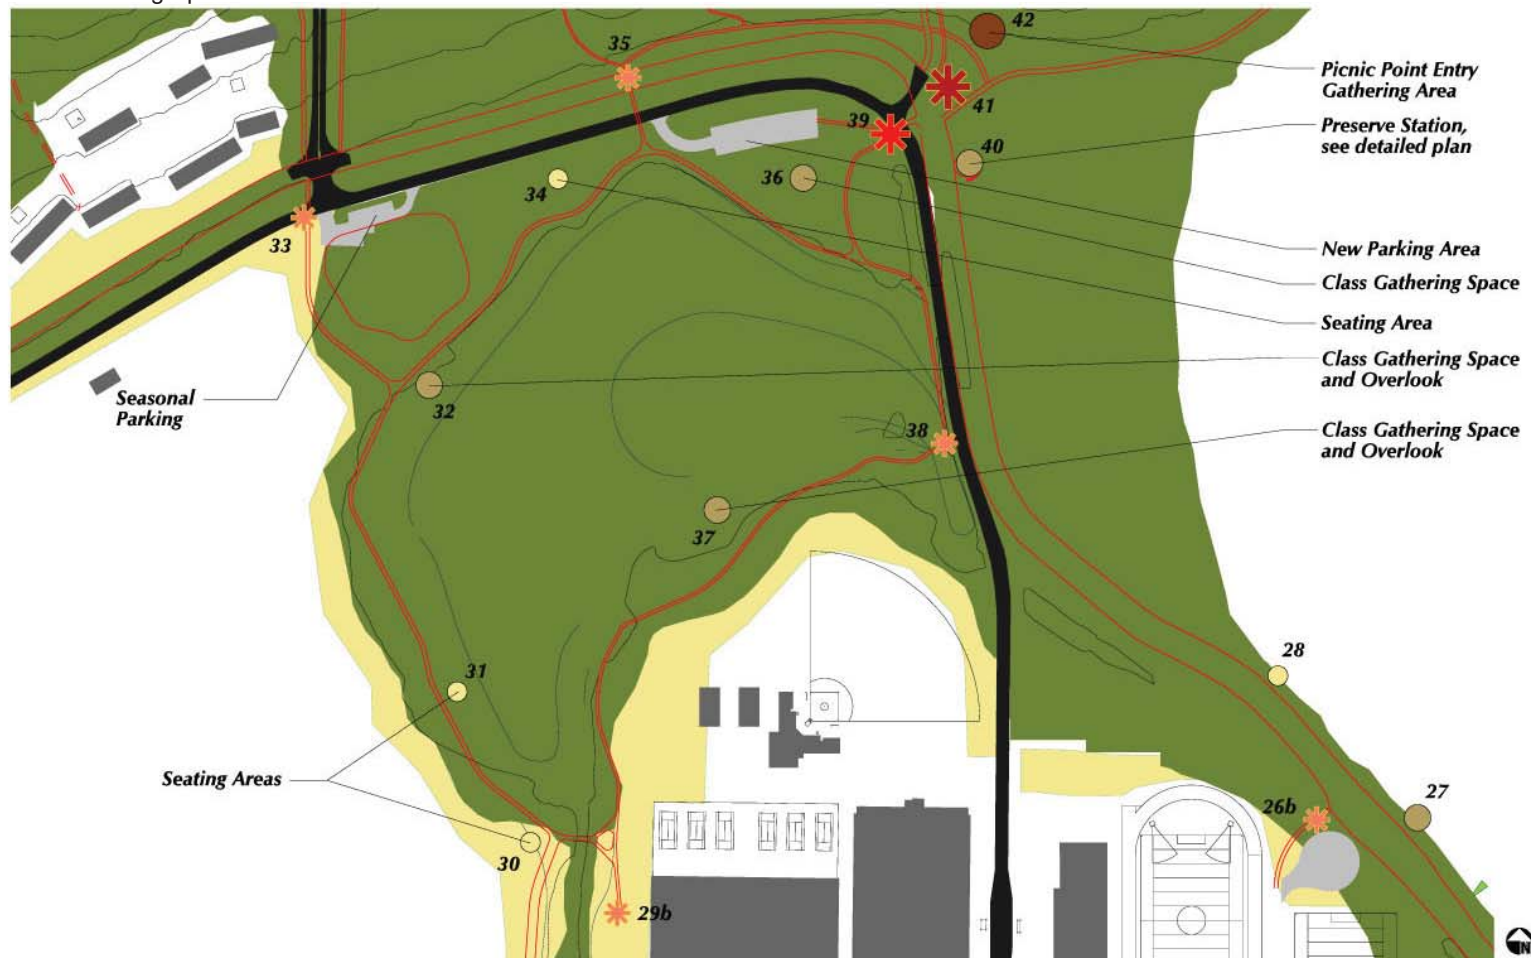 42
35
Picnic Point Entry
Gathering Area
41
Preserve Station,
see detailed plan
39
40
34
36
33
New Parking Area
Class Gathering Space
Seating Area
Class Gathering Space
and Overlook
Seasonal
Parking
32
38
Class Gathering Space
and Overlook
37
28
31
Seating Areas
27
26b
30
29b
N